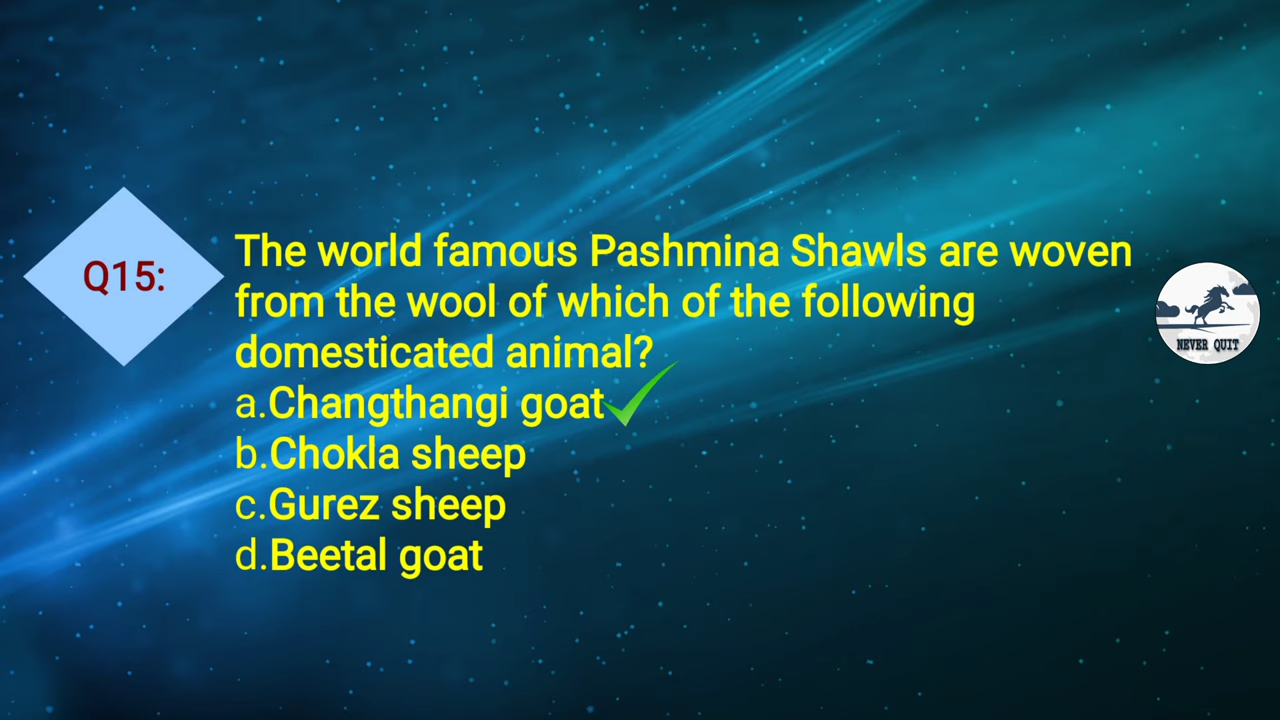 Q15:
The world famous Pashmina Shawls are woven
from the wool of which of the following
domesticated animal?
a.Changthangi goat
b.Chokla sheep
c.Gurez sheep
d.Beetal goat
NEVER QUIT